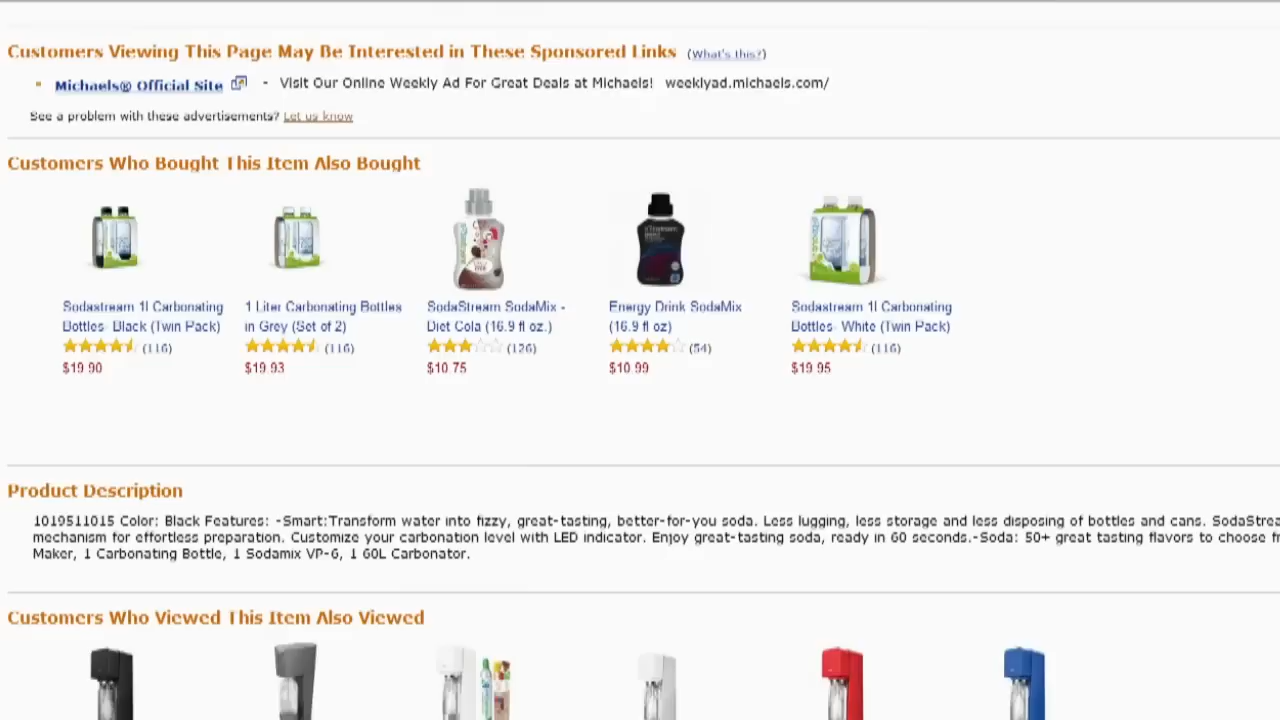 Customers Viewing This Page May Be Interested in These Sponsored Links (What's this?)
Michaels® Official Site - Visit Our Online Weekly Ad For Great Deals at Michaels! weeklyad.michaels.com/
See a problem with these advertisements? Let us know
Customers Who Bought This Item Also Bought
Sodastream 1l Carbonating
Bottles- Black (Twin Pack)
(116)
$19.90
1 Liter Carbonating Bottles
in Grey (Set of 2)
(116)
$19.93
SodaStream SodaMix -
Diet Cola (16.9 fl oz.)
(126)
$10.75
Energy Drink SodaMix
(16.9 fl oz)
(54)
$10.99
Sodastream 1l Carbonating
Bottles- White (Twin Pack)
(116)
$19.95
Product Description
1019511015 Color: Black Features: -Smart:Transform water into fizzy, great-tasting, better-for-you soda. Less lugging, less storage and less disposing of bottles and cans. SodaStrea
mechanism for effortless preparation. Customize your carbonation level with LED indicator. Enjoy great-tasting soda, ready in 60 seconds.-Soda: 50+ great tasting flavors to choose fr
Maker, 1 Carbonating Bottle, 1 Sodamix VP-6, 1 60L Carbonator.
Customers Who Viewed This Item Also Viewed